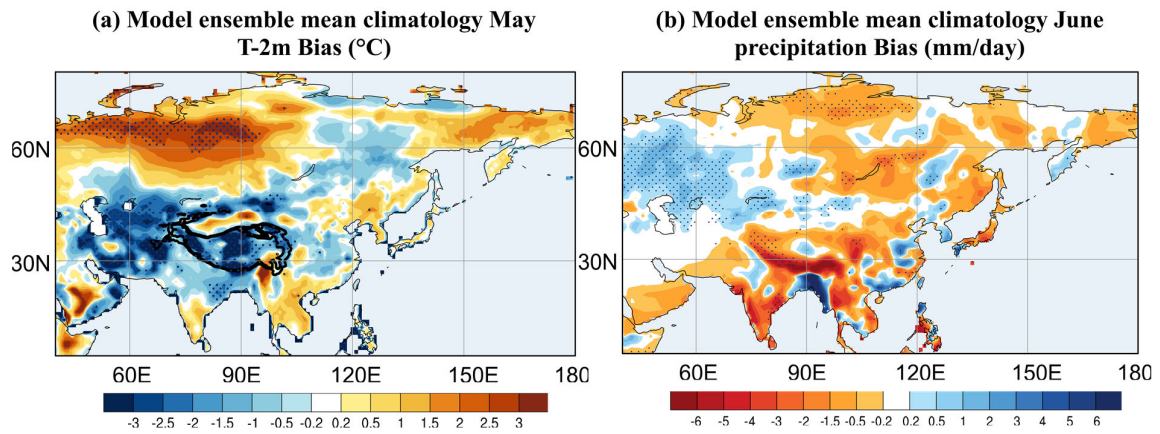 (a) Model ensemble mean climatology May
T-2m Bias (°C)
60N
30N
60E 90E 120E 150E 180
-3 -2.5 -2 -1.5 -1 -0.5 -0.2 0.2 0.5 1 1.5 2 2.5 3
(b) Model ensemble mean climatology June
precipitation Bias (mm/day)
60N
30N
60E 90E 120E 150E 180
-6 -5 -4 -3 -2 -1.5 -0.5 -0.2 0.2 0.5 1 2 3 4 5 6